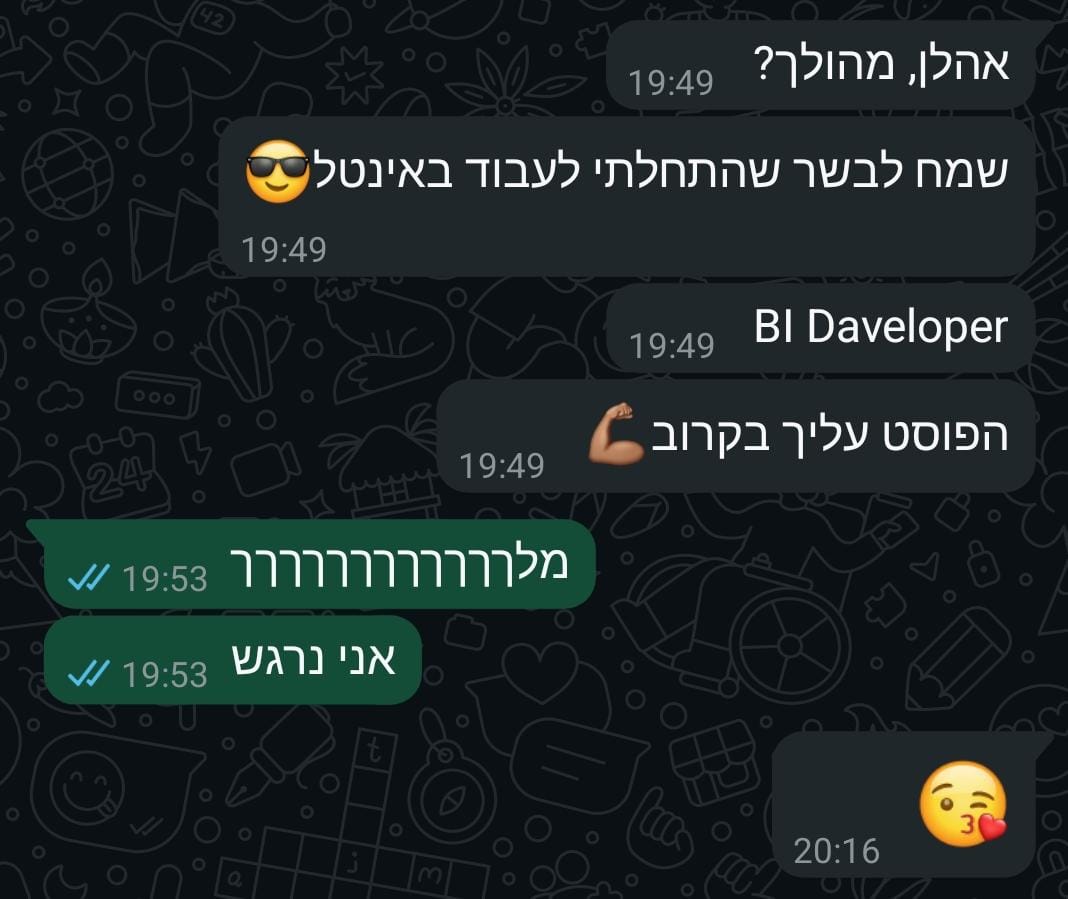 אהלן, מהולך?
19:49
שמח לבשר שהתחלתי לעבוד באינטל😎
19:49
BI Daveloper
19:49
הפוסט עליך בקרוב💪🏽
19:49
מלרררררררררררר
19:53
אני נרגש
19:53
😘
20:16